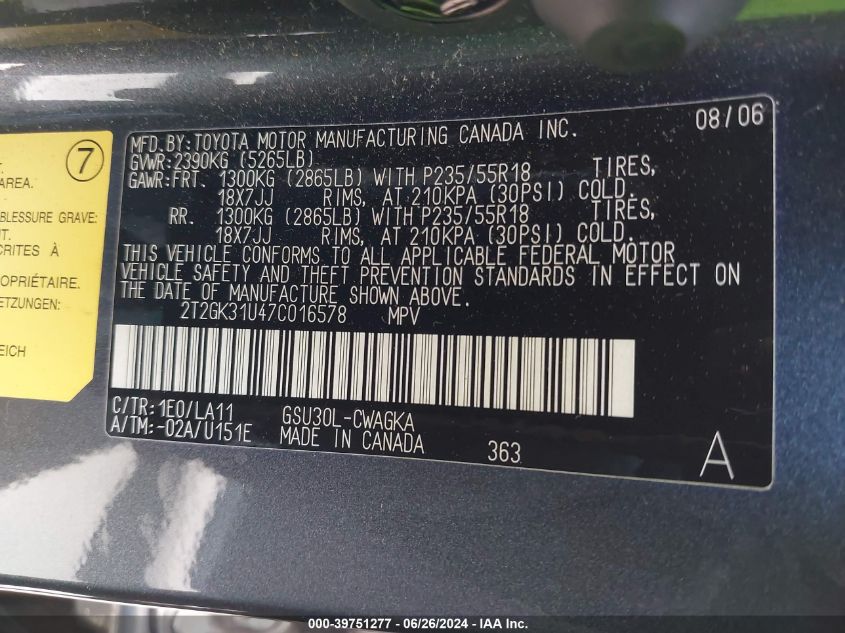 08/06
MFD. BY: TOYOTA MOTOR MANUFACTURING CANADA INC.
GVWR: 2390KG (5265LB)
GAWR: FRT. 1300KG (2865LB) WITH P235/55R18 TIRES,
18X7JJ RIMS, AT 210KPA (30PSI) COLD.
RR. 1300KG (2865LB) WITH P235/55R18 TIRES,
18X7JJ RIMS, AT 210KPA (30PSI) COLD.
THIS VEHICLE CONFORMS TO ALL APPLICABLE FEDERAL MOTOR
VEHICLE SAFETY AND THEFT PREVENTION STANDARDS IN EFFECT ON
THE DATE OF MANUFACTURE SHOWN ABOVE.
2T2GK31U47C016578 MPV
C/TR: 1E0/LA11 GSU30L-CWAGKA
A/TM: -02A/U151E MADE IN CANADA 363 A
7
AREA.
BLESSURE GRAVE:
CRITES À
OPRIÉTAIRE.
ETZUNGEN:
EICH
000-39751277 - 06/26/2024 - IAA Inc.